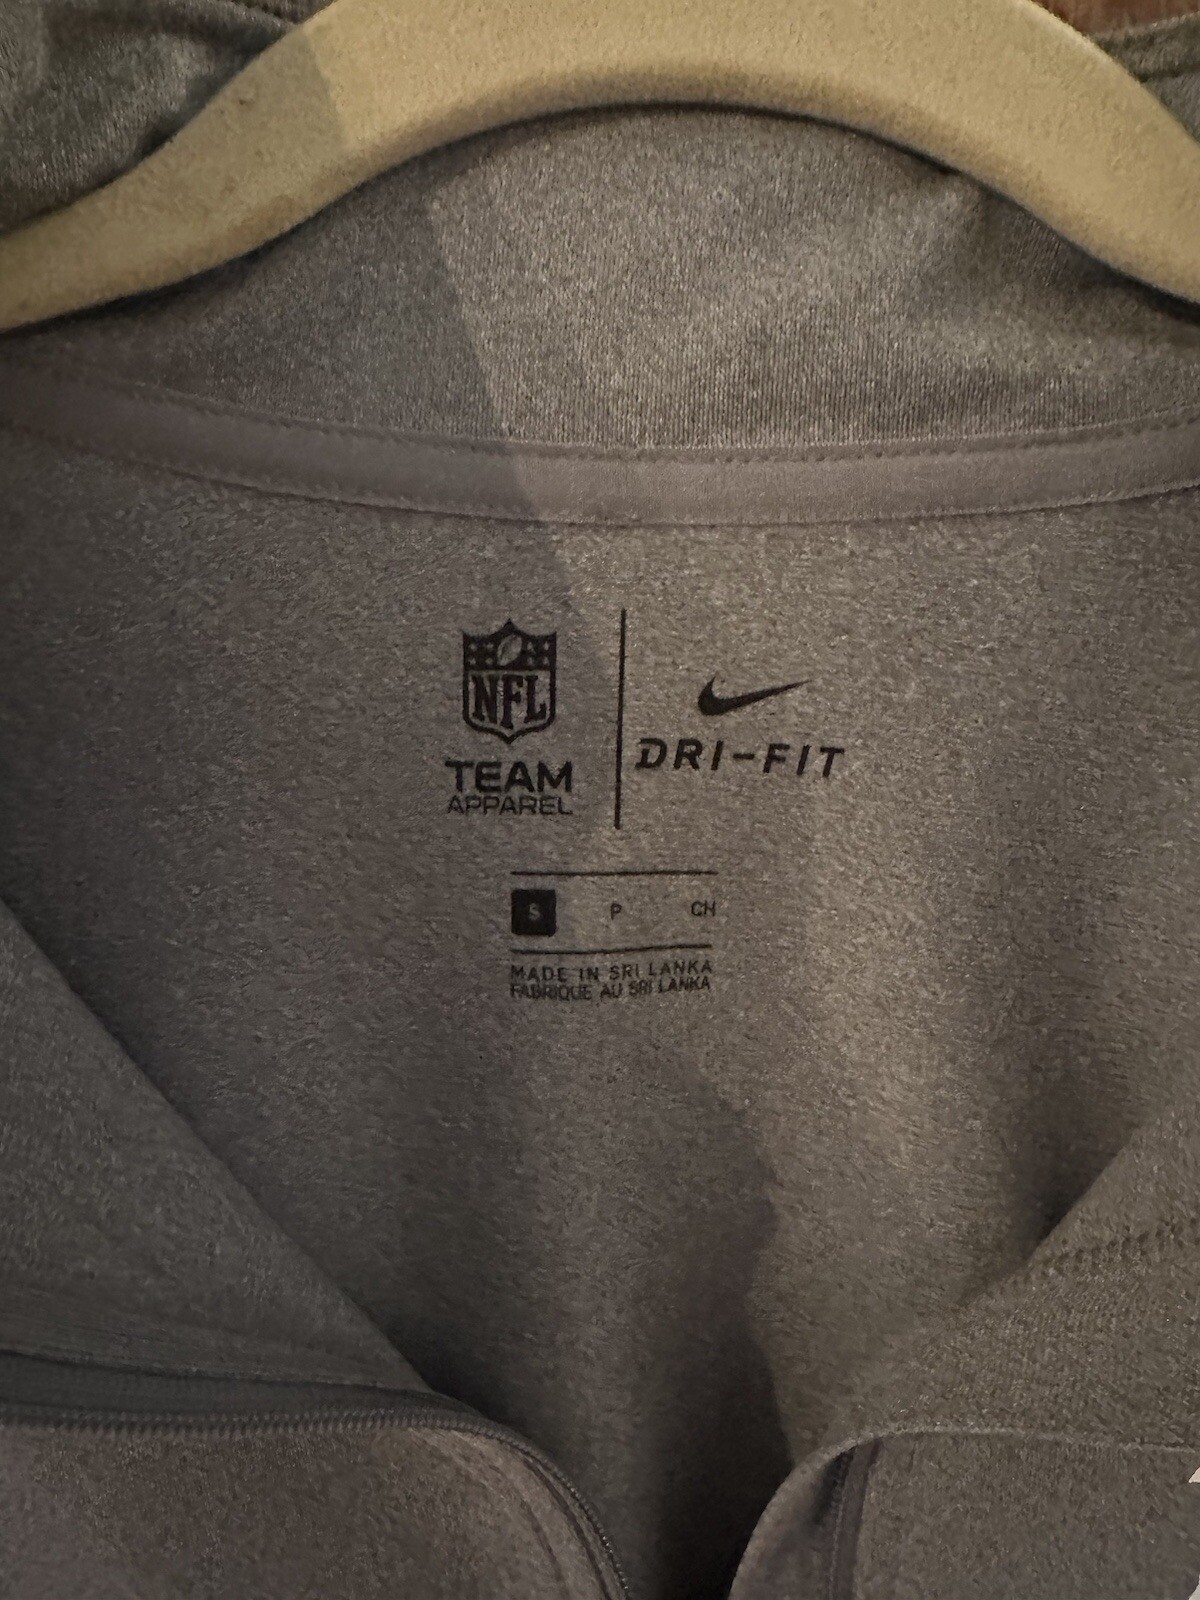 NFL
TEAM
APPAREL
DRI-FIT
S P CH
MADE IN SRI LANKA
FABRIQUE AU SRI LANKA